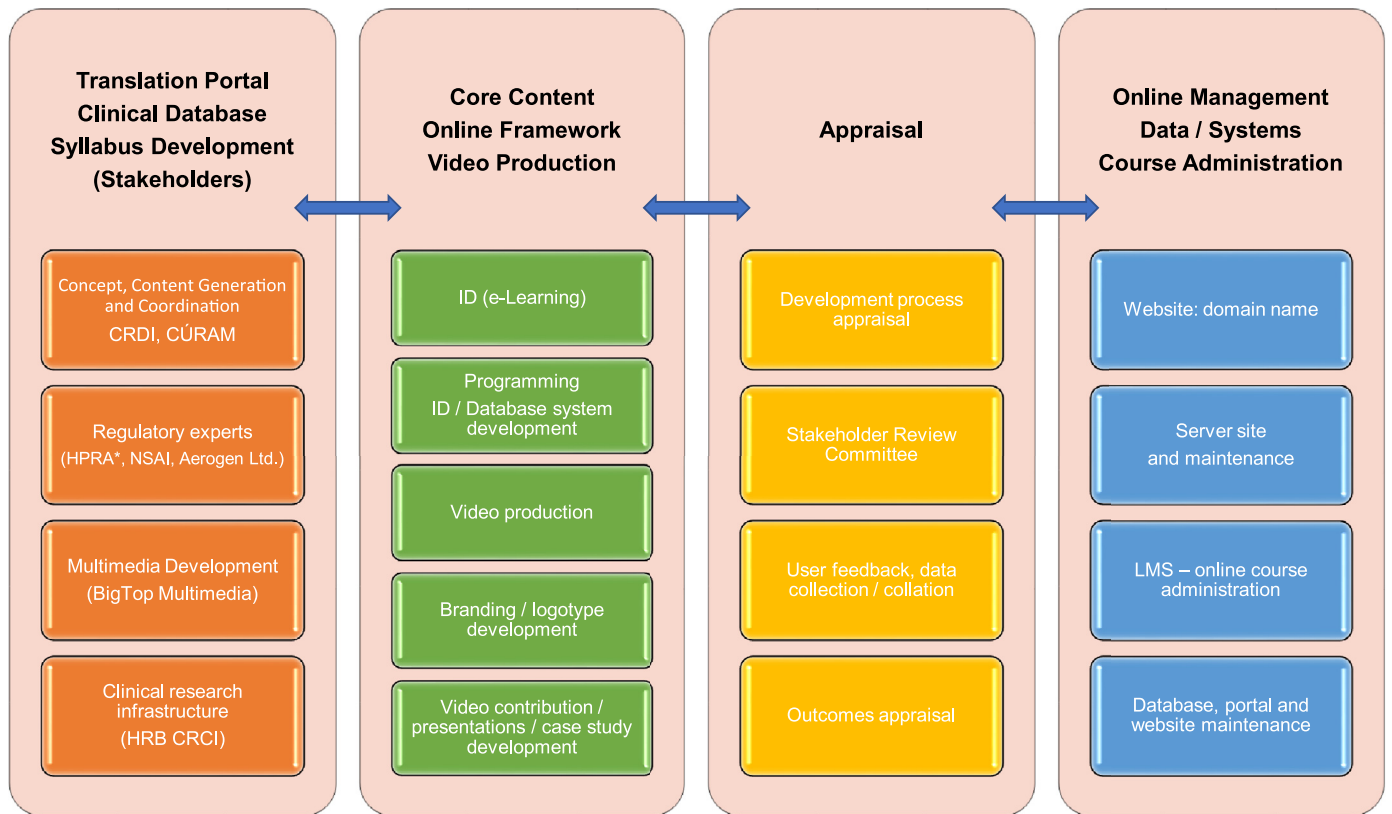 Translation Portal
Clinical Database
Syllabus Development
(Stakeholders)
Concept, Content Generation
and Coordination
CRDI, CÚRAM
Regulatory experts
(HPRA*, NSAI, Aerogen Ltd.)
Multimedia Development
(BigTop Multimedia)
Clinical research
infrastructure
(HRB CRCI)
Core Content
Online Framework
Video Production
ID (e-Learning)
Programming
ID / Database system
development
Video production
Branding / logotype
development
Video contribution /
presentations / case study
development
Appraisal
Development process
appraisal
Stakeholder Review
Committee
User feedback, data
collection / collation
Outcomes appraisal
Online Management
Data / Systems
Course Administration
Website: domain name
Server site
and maintenance
LMS – online course
administration
Database, portal and
website maintenance